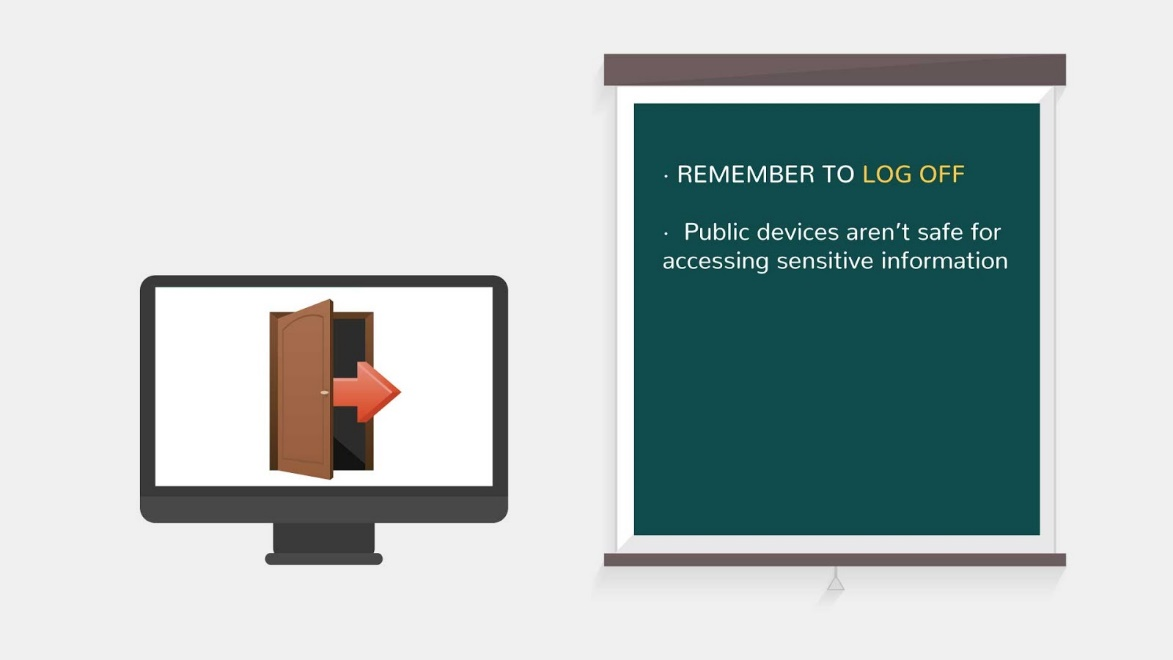 · REMEMBER TO LOG OFF
· Public devices aren’t safe for
accessing sensitive information